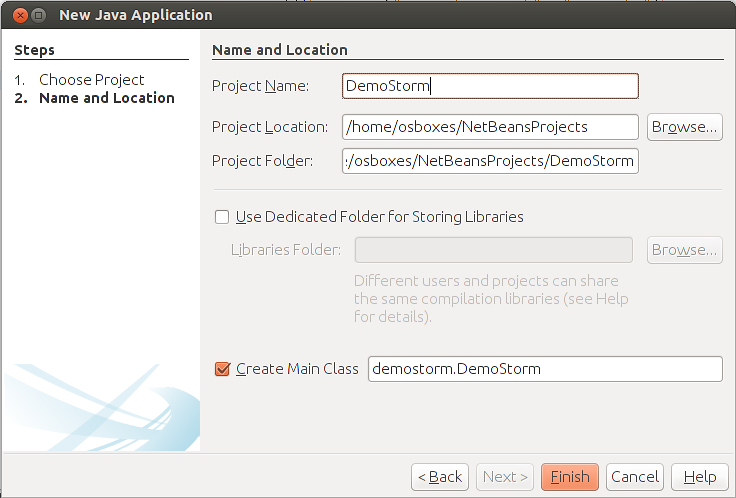 New Java Application
Steps
1. Choose Project
2. Name and Location
Name and Location
Project Name: DemoStorm
Project Location: /home/osboxes/NetBeansProjects Browse...
Project Folder: :/osboxes/NetBeansProjects/DemoStorm
Use Dedicated Folder for Storing Libraries
Libraries Folder: Browse...
Different users and projects can share
the same compilation libraries (see Help
for details).
Create Main Class demostorm.DemoStorm
< Back Next > Finish Cancel Help